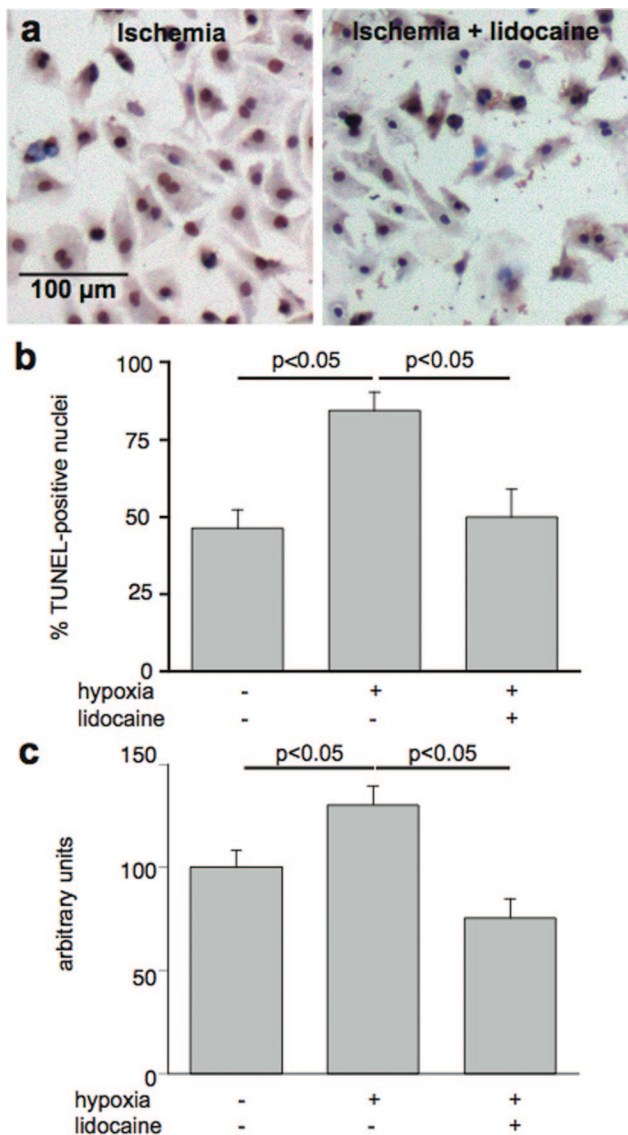 a Ischemia Ischemia + lidocaine
100 µm
b
p<0.05 p<0.05
% TUNEL-positive nuclei
100
75
50
25
0
hypoxia - + +
lidocaine - - +
c
p<0.05 p<0.05
arbitrary units
150
100
50
0
hypoxia - + +
lidocaine - - +